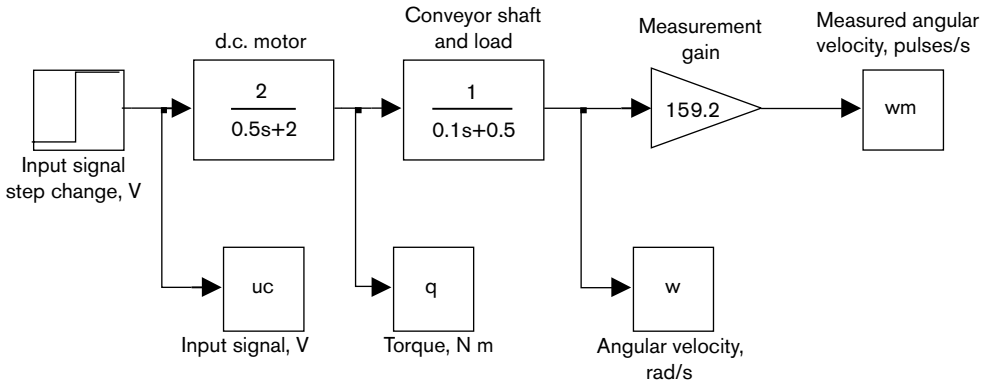 d.c. motor
Conveyor shaft
and load
Measurement
gain
Measured angular
velocity, pulses/s
2
0.5s+2
1
0.1s+0.5
159.2
wm
Input signal
step change, V
uc
q
w
Input signal, V
Torque, N m
Angular velocity,
rad/s